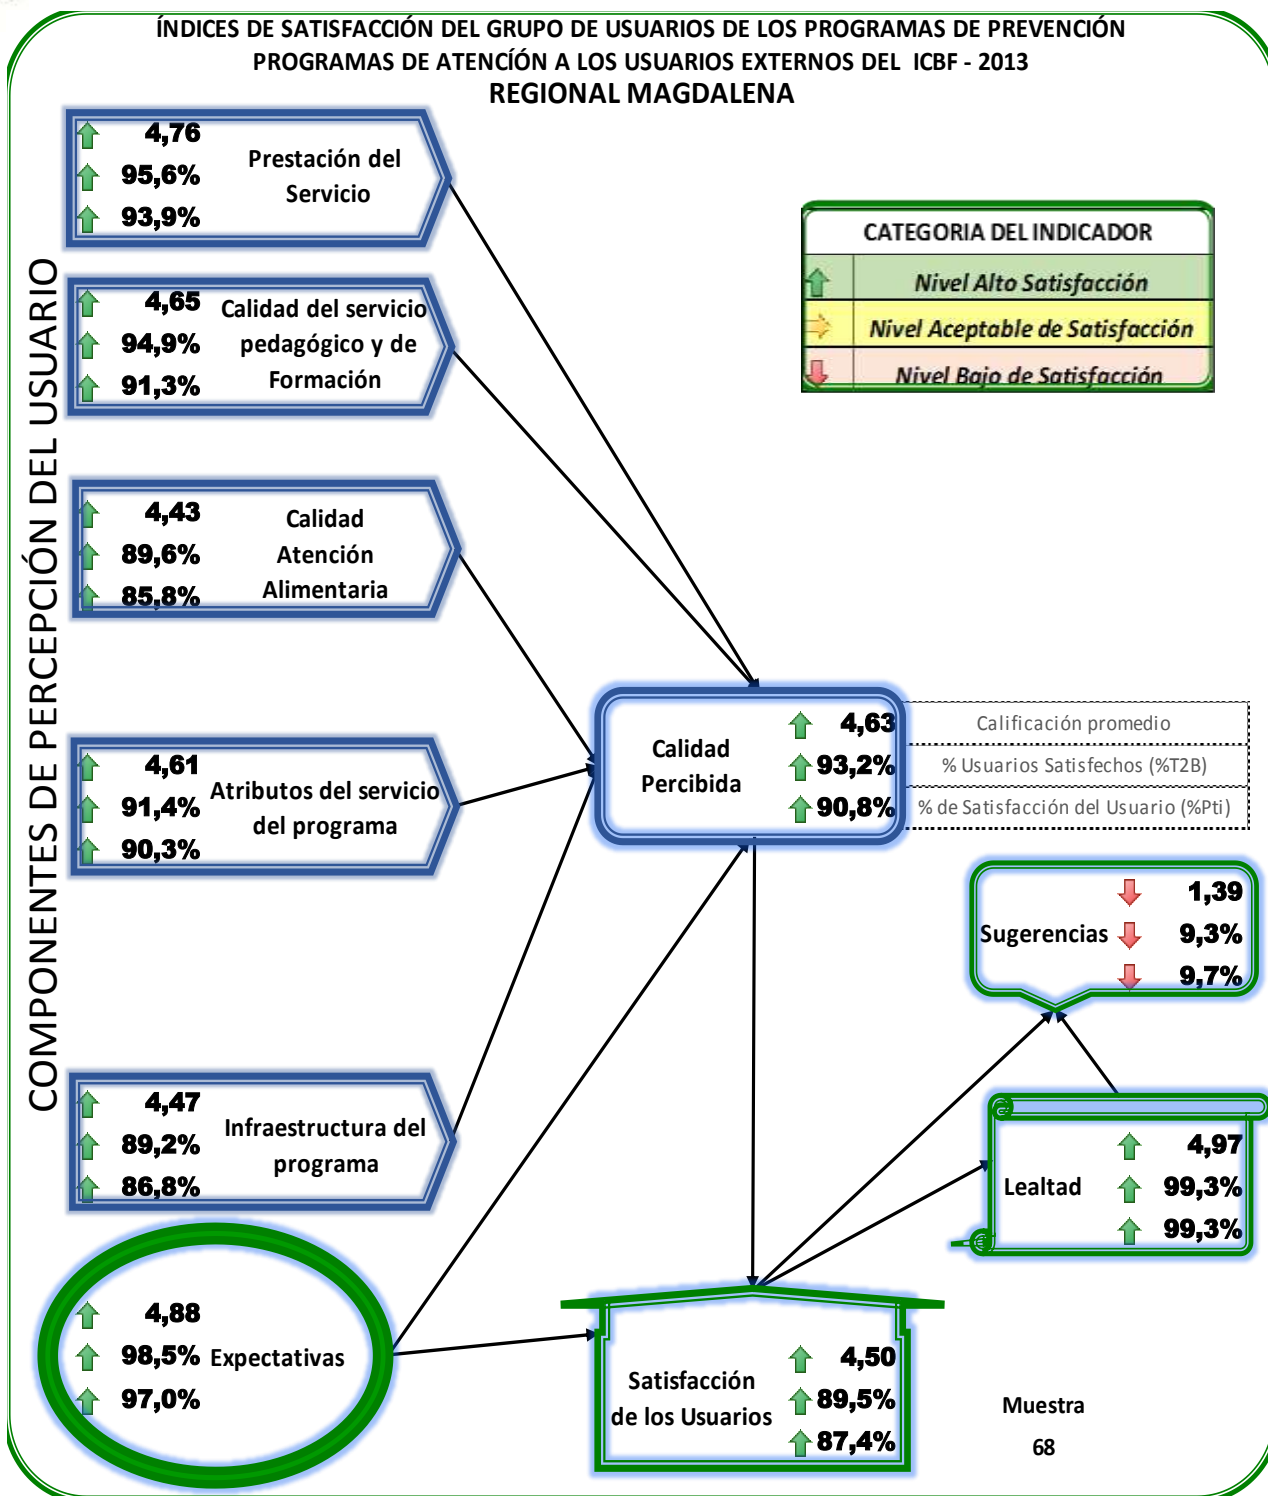 ÍNDICES DE SATISFACCIÓN DEL GRUPO DE USUARIOS DE LOS PROGRAMAS DE PREVENCIÓN
PROGRAMAS DE ATENCÍÓN A LOS USUARIOS EXTERNOS DEL ICBF - 2013
REGIONAL MAGDALENA
COMPONENTES DE PERCEPCIÓN DEL USUARIO
4,76
95,6%
93,9%
Prestación del
Servicio
CATEGORIA DEL INDICADOR
Nivel Alto Satisfacción
Nivel Aceptable de Satisfacción
Nivel Bajo de Satisfacción
4,65
94,9%
91,3%
Calidad del servicio
pedagógico y de
Formación
4,43
89,6%
85,8%
Calidad
Atención
Alimentaria
4,61
91,4%
90,3%
Atributos del servicio
del programa
Calidad
Percibida
4,63
93,2%
90,8%
Calificación promedio
% Usuarios Satisfechos (%T2B)
% de Satisfacción del Usuario (%Pti)
Sugerencias
1,39
9,3%
9,7%
4,47
89,2%
86,8%
Infraestructura del
programa
Lealtad
4,97
99,3%
99,3%
4,88
98,5%
97,0%
Expectativas
Satisfacción
de los Usuarios
4,50
89,5%
87,4%
Muestra
68